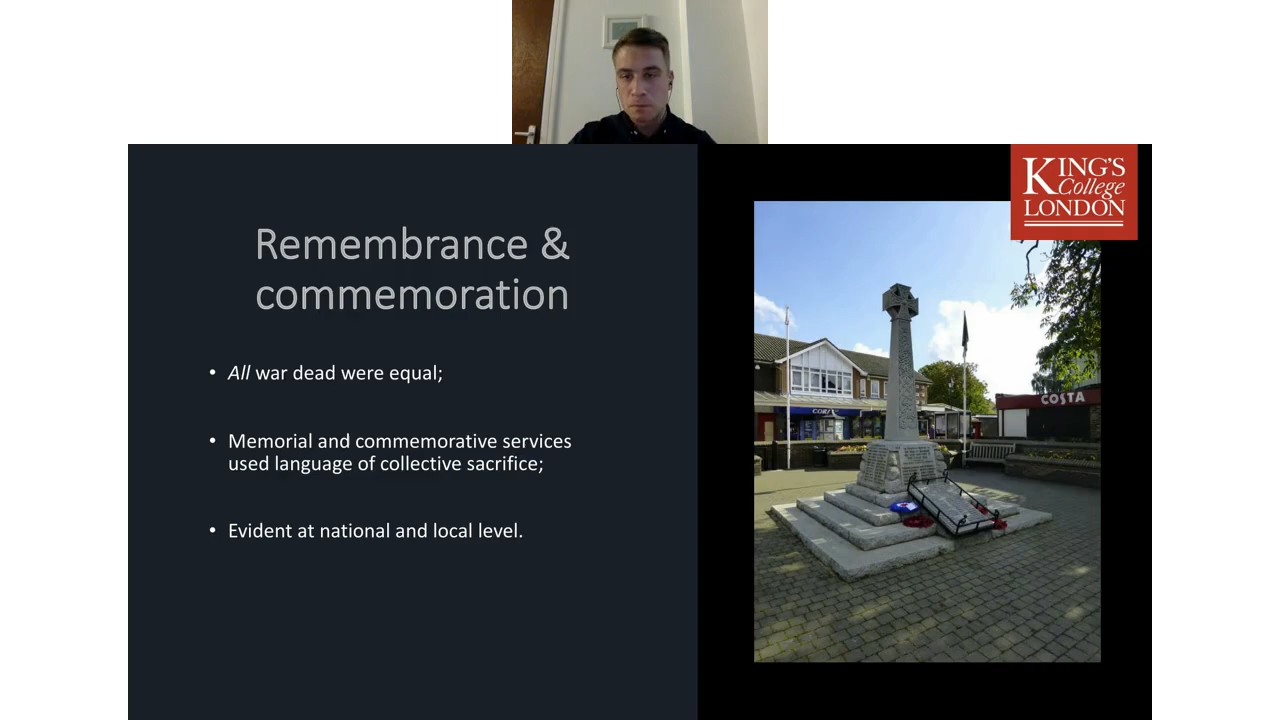 KING'S
College
LONDON
Remembrance &
commemoration
• All war dead were equal;
• Memorial and commemorative services
used language of collective sacrifice;
• Evident at national and local level.
COSTA